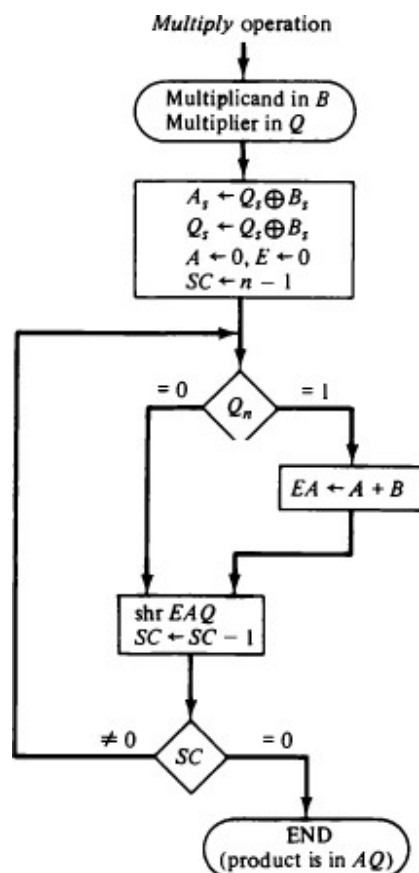 Multiply operation
Multiplicand in B
Multiplier in Q
A_s ← Q_s ⊕ B_s
Q_s ← Q_s ⊕ B_s
A ← 0, E ← 0
SC ← n − 1
= 0
= 1
Q_n
EA ← A + B
shr EAQ
SC ← SC − 1
≠ 0
= 0
SC
END
(product is in AQ)